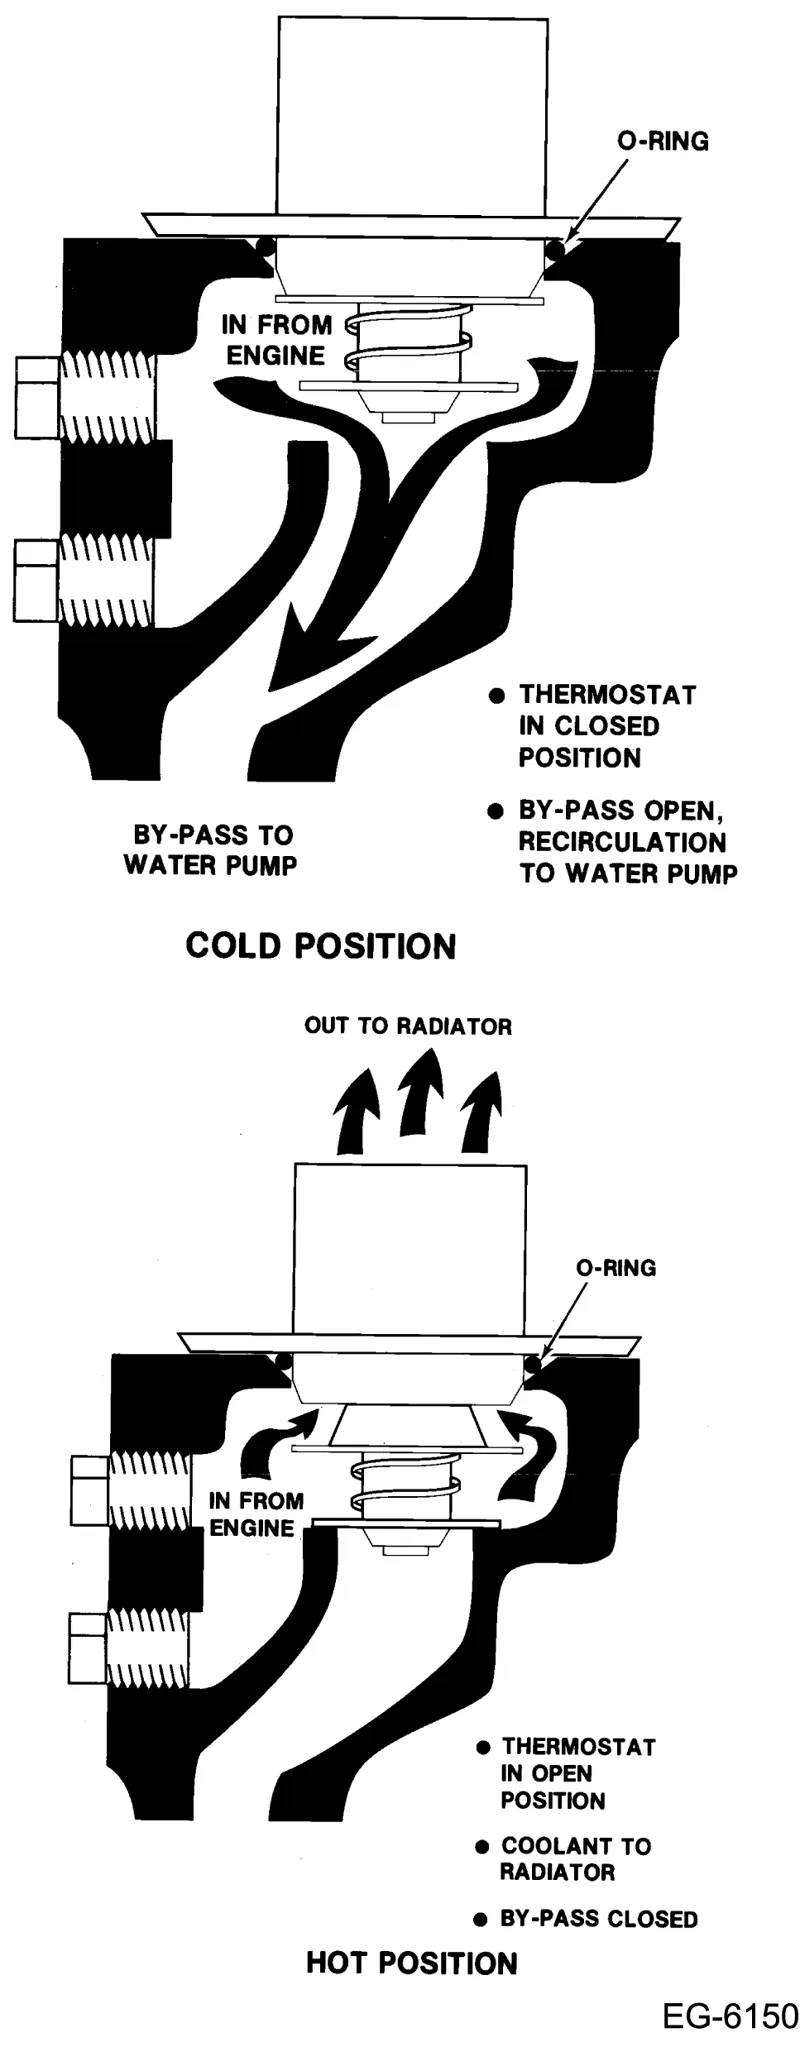 O-RING
IN FROM
ENGINE
● THERMOSTAT
IN CLOSED
POSITION
● BY-PASS OPEN,
RECIRCULATION
TO WATER PUMP
BY-PASS TO
WATER PUMP
COLD POSITION
OUT TO RADIATOR
O-RING
IN FROM
ENGINE
● THERMOSTAT
IN OPEN
POSITION
● COOLANT TO
RADIATOR
● BY-PASS CLOSED
HOT POSITION
EG-6150